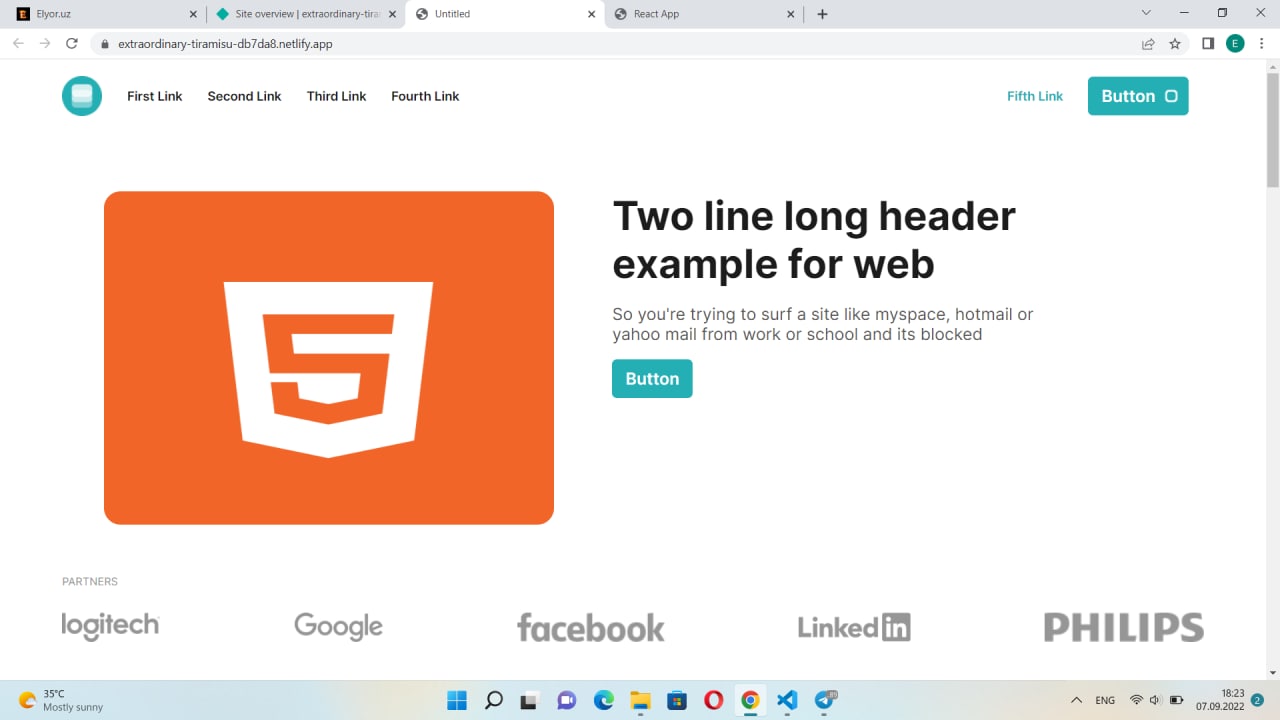 Elyor.uz
Site overview | extraordinary-tiram
Untitled
React App
extraordinary-tiramisu-db7da8.netlify.app
E
First Link
Second Link
Third Link
Fourth Link
Fifth Link
Button
Two line long header
example for web
So you're trying to surf a site like myspace, hotmail or
yahoo mail from work or school and its blocked
Button
PARTNERS
logitech
Google
facebook
Linked in
PHILIPS
35°C
Mostly sunny
ENG
18:23
07.09.2022
2